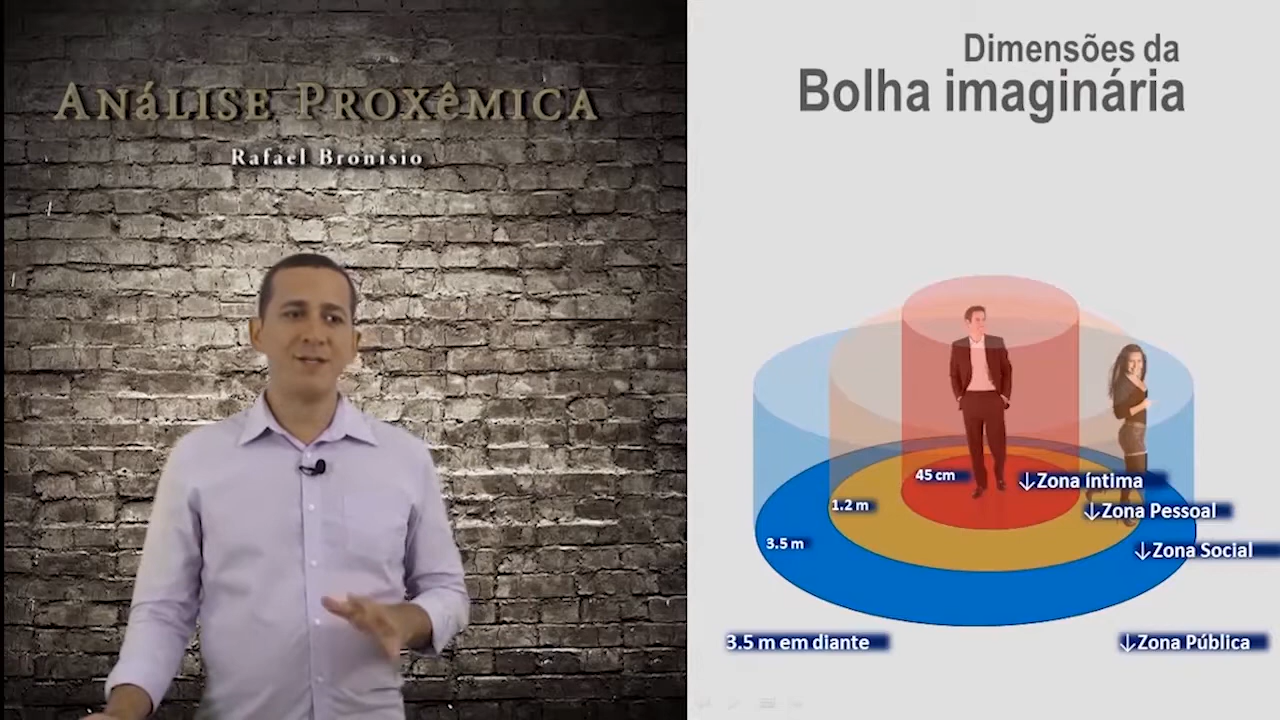 Análise Proxêmica
Rafael Bronísio
Dimensões da
Bolha imaginária
45 cm
↓Zona íntima
1.2 m
↓Zona Pessoal
3.5 m
↓Zona Social
3.5 m em diante
↓Zona Pública